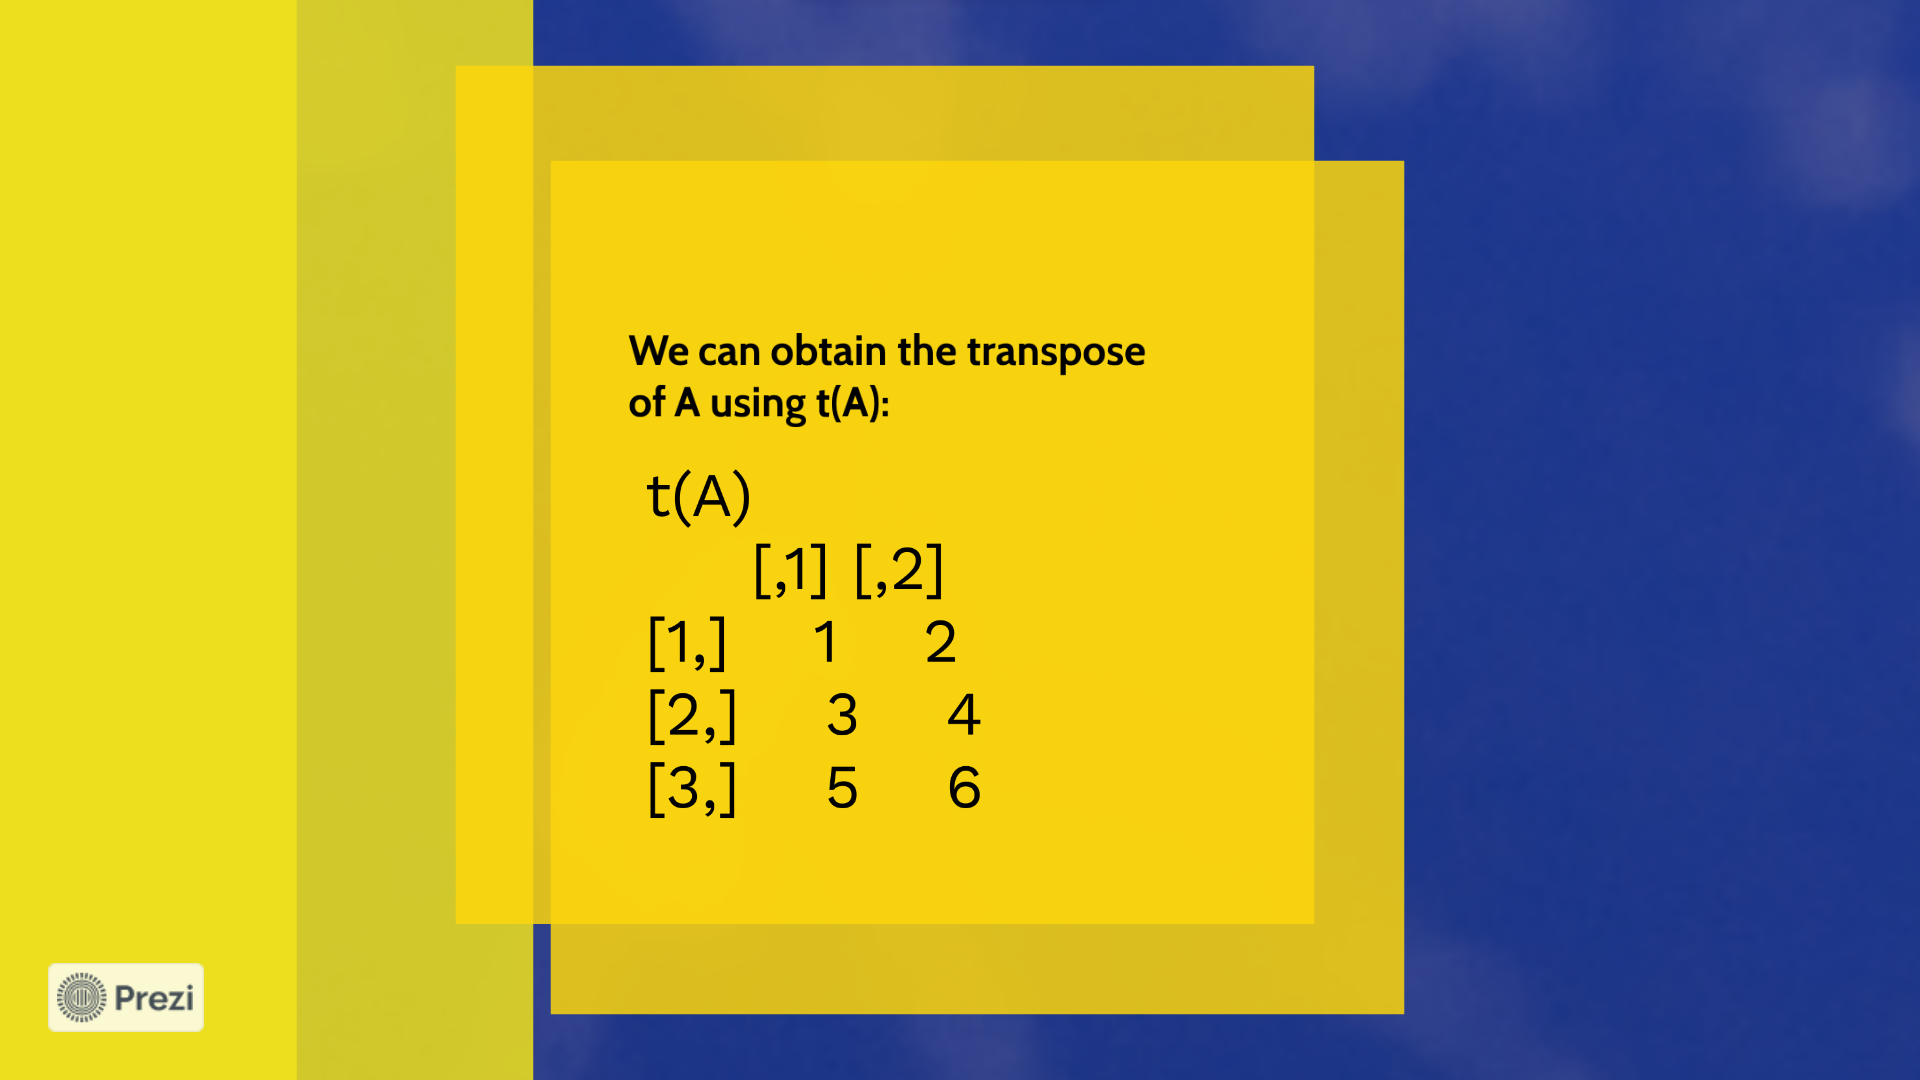 We can obtain the transpose
of A using t(A):
t(A)
[,1] [,2]
[1,] 1 2
[2,] 3 4
[3,] 5 6
Prezi